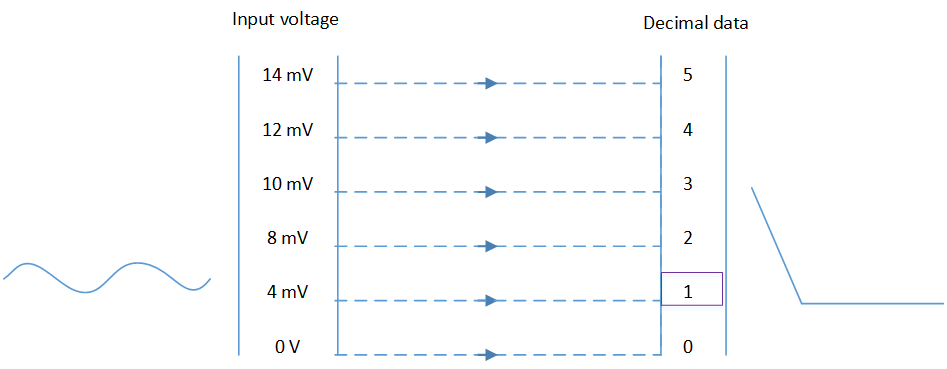 Input voltage
Decimal data
14 mV
5
12 mV
4
10 mV
3
8 mV
2
4 mV
1
0 V
0